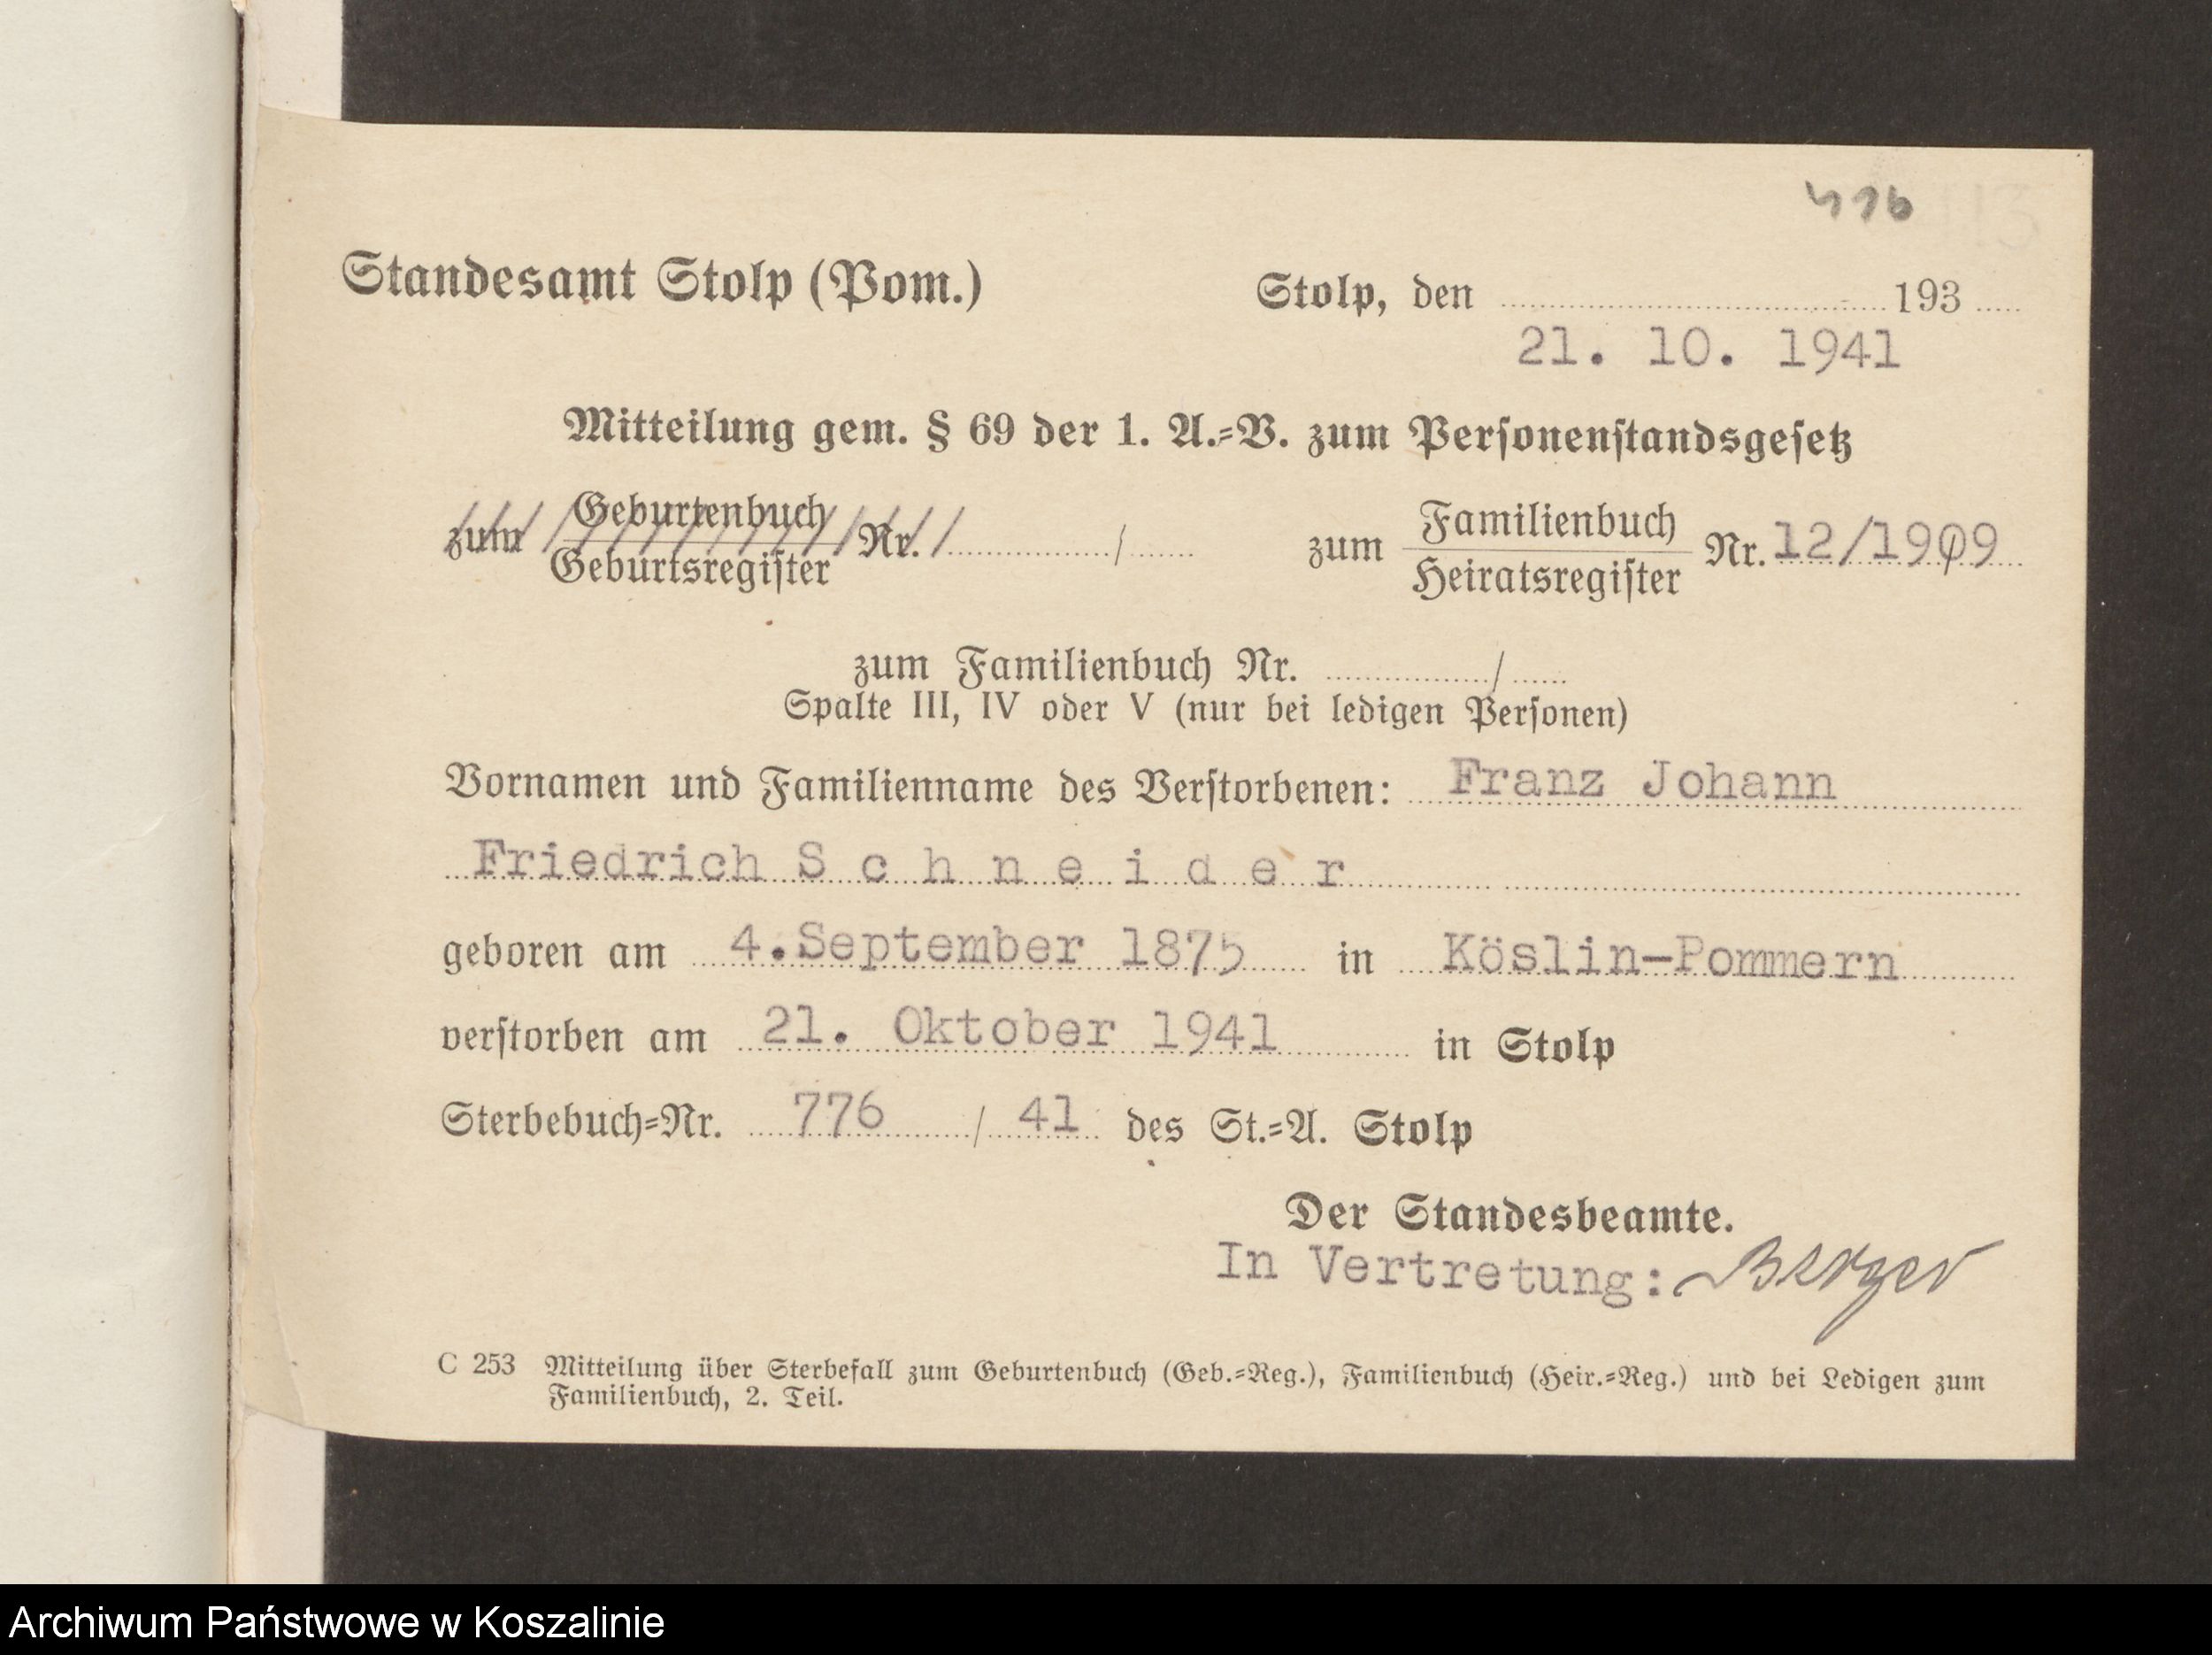 Standesamt Stolp (Pom.)
Stolp, den 193
21. 10. 1941
Mitteilung gem. § 69 der 1. A.-V. zum Personenstandsgesetz
zum Geburtenbuch Nr. /
Geburtsregister
zum Familienbuch Nr. 12/1909
Heiratsregister
zum Familienbuch Nr. /
Spalte III, IV oder V (nur bei ledigen Personen)
Vornamen und Familienname des Verstorbenen: Franz Johann
Friedrich S c h n e i d e r
geboren am 4.September 1875 in Köslin-Pommern
verstorben am 21. Oktober 1941 in Stolp
Sterbebuch-Nr. 776 / 41 des St.-A. Stolp
Der Standesbeamte.
In Vertretung: Berger
C 253 Mitteilung über Sterbefall zum Geburtenbuch (Geb.-Reg.), Familienbuch (Heir.-Reg.) und bei Ledigen zum
Familienbuch, 2. Teil.
Archiwum Państwowe w Koszalinie